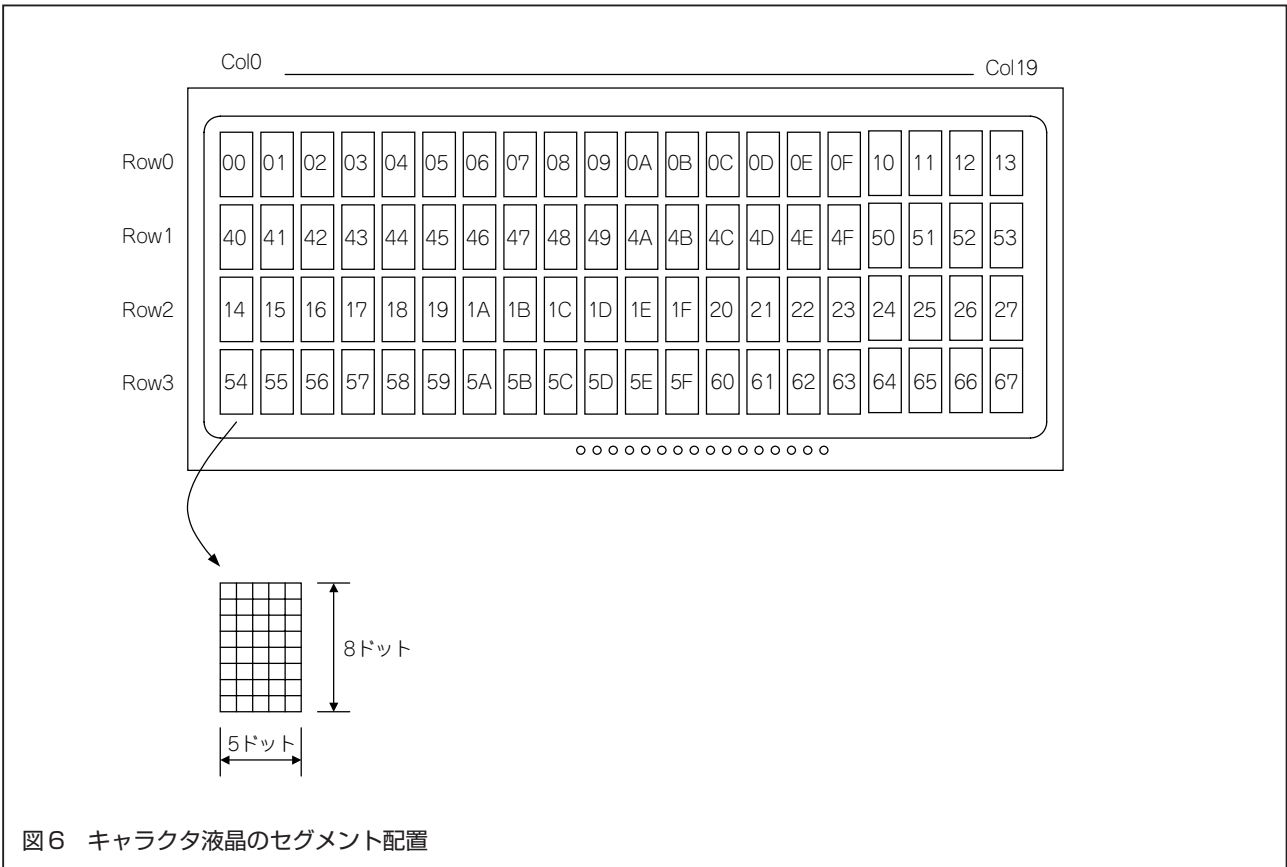 Col0 Col19
Row0 00 01 02 03 04 05 06 07 08 09 0A 0B 0C 0D 0E 0F 10 11 12 13
Row1 40 41 42 43 44 45 46 47 48 49 4A 4B 4C 4D 4E 4F 50 51 52 53
Row2 14 15 16 17 18 19 1A 1B 1C 1D 1E 1F 20 21 22 23 24 25 26 27
Row3 54 55 56 57 58 59 5A 5B 5C 5D 5E 5F 60 61 62 63 64 65 66 67
8ドット
5ドット
図6 キャラクタ液晶のセグメント配置